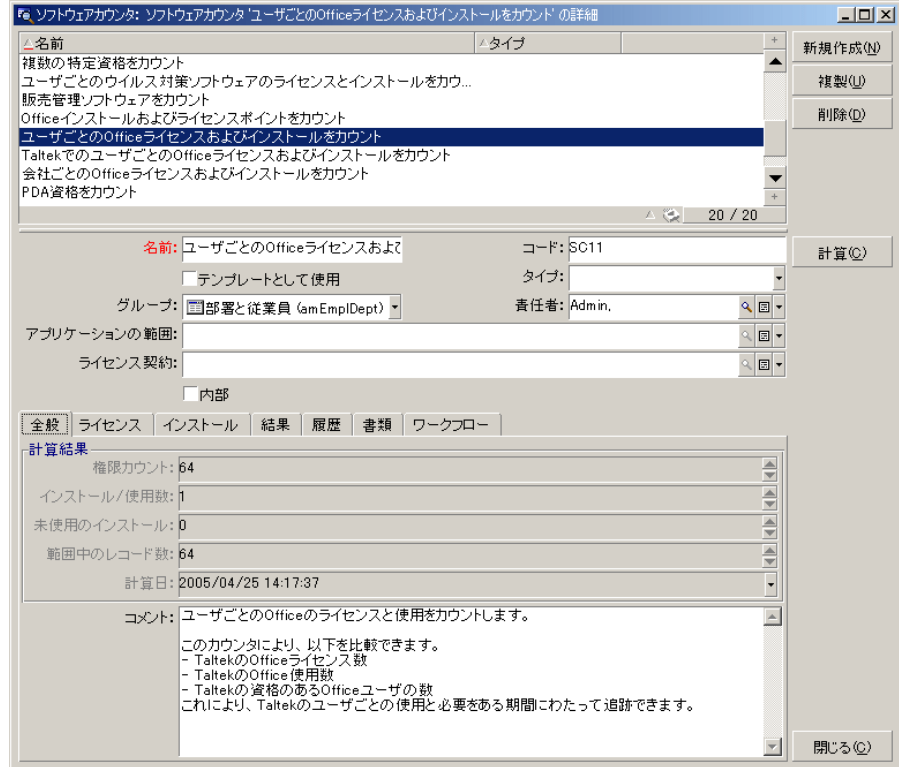 ソフトウェアカウンタ: ソフトウェアカウンタ 'ユーザごとのOfficeライセンスおよびインストールをカウント' の詳細
名前 タイプ
複数の特定資格をカウント
ユーザごとのウイルス対策ソフトウェアのライセンスとインストールをカウ...
販売管理ソフトウェアをカウント
Officeインストールおよびライセンスポイントをカウント
ユーザごとのOfficeライセンスおよびインストールをカウント
TaltekでのユーザごとのOfficeライセンスおよびインストールをカウント
会社ごとのOfficeライセンスおよびインストールをカウント
PDA資格をカウント
20 / 20
新規作成(N)
複製(U)
削除(D)
計算(C)
名前: ユーザごとのOfficeライセンスおよび コード: SC11
テンプレートとして使用 タイプ:
グループ: 部署と従業員 (amEmplDept) 責任者: Admin,
アプリケーションの範囲:
ライセンス契約:
内部
全般 ライセンス インストール 結果 履歴 書類 ワークフロー
計算結果
権限カウント: 64
インストール/使用数: 1
未使用のインストール: 0
範囲中のレコード数: 64
計算日: 2005/04/25 14:17:37
コメント: ユーザごとのOfficeのライセンスと使用をカウントします。
このカウンタにより、以下を比較できます。
- TaltekのOfficeライセンス数
- TaltekのOffice使用数
- Taltekの資格のあるOfficeユーザの数
これにより、Taltekのユーザごとの使用と必要をある期間にわたって追跡できます。
閉じる(C)